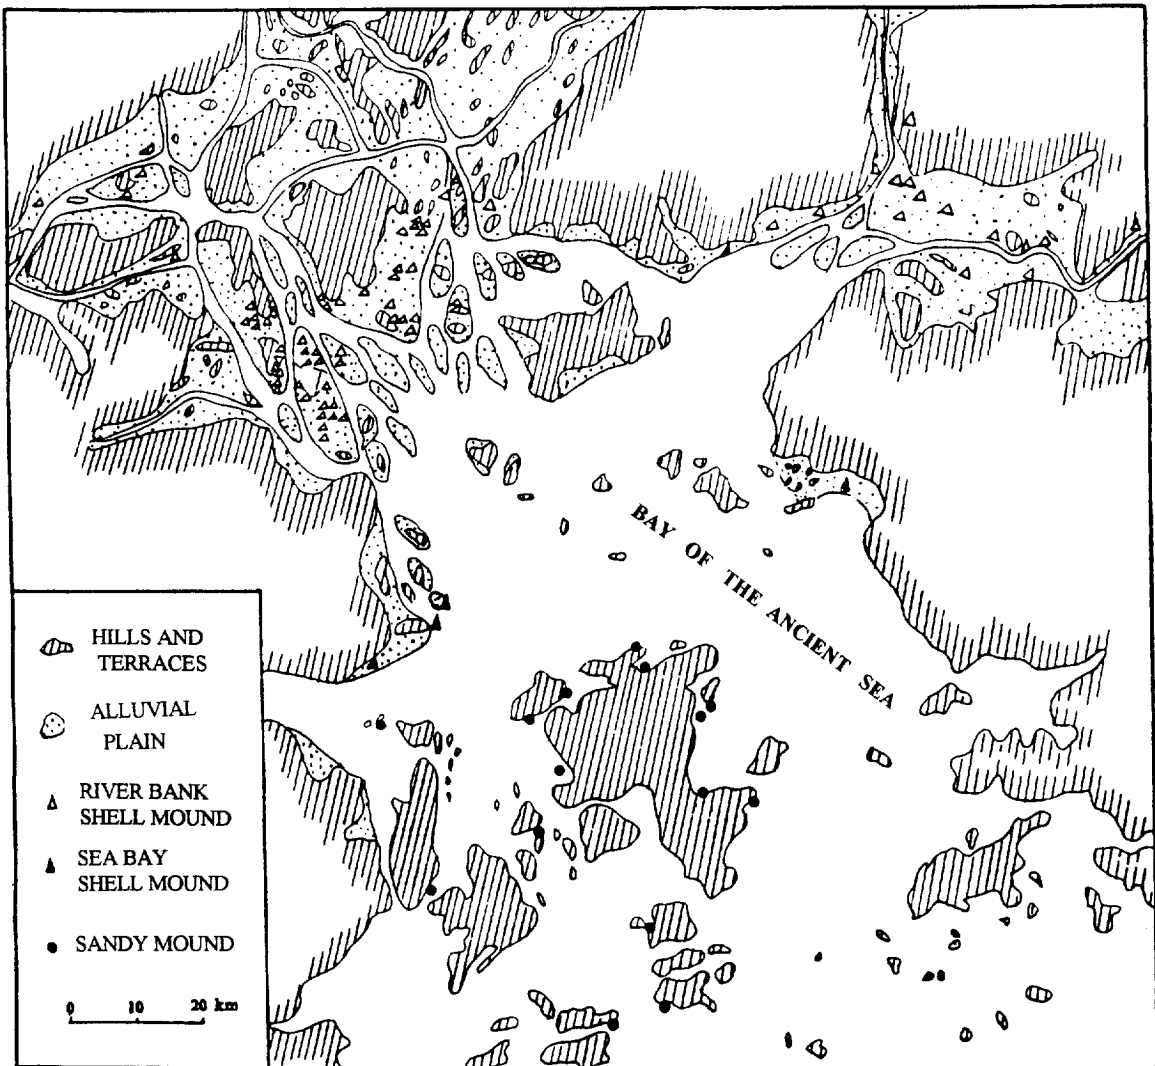 BAY OF THE ANCIENT SEA
HILLS AND
TERRACES
ALLUVIAL
PLAIN
RIVER BANK
SHELL MOUND
SEA BAY
SHELL MOUND
SANDY MOUND
0 10 20 km